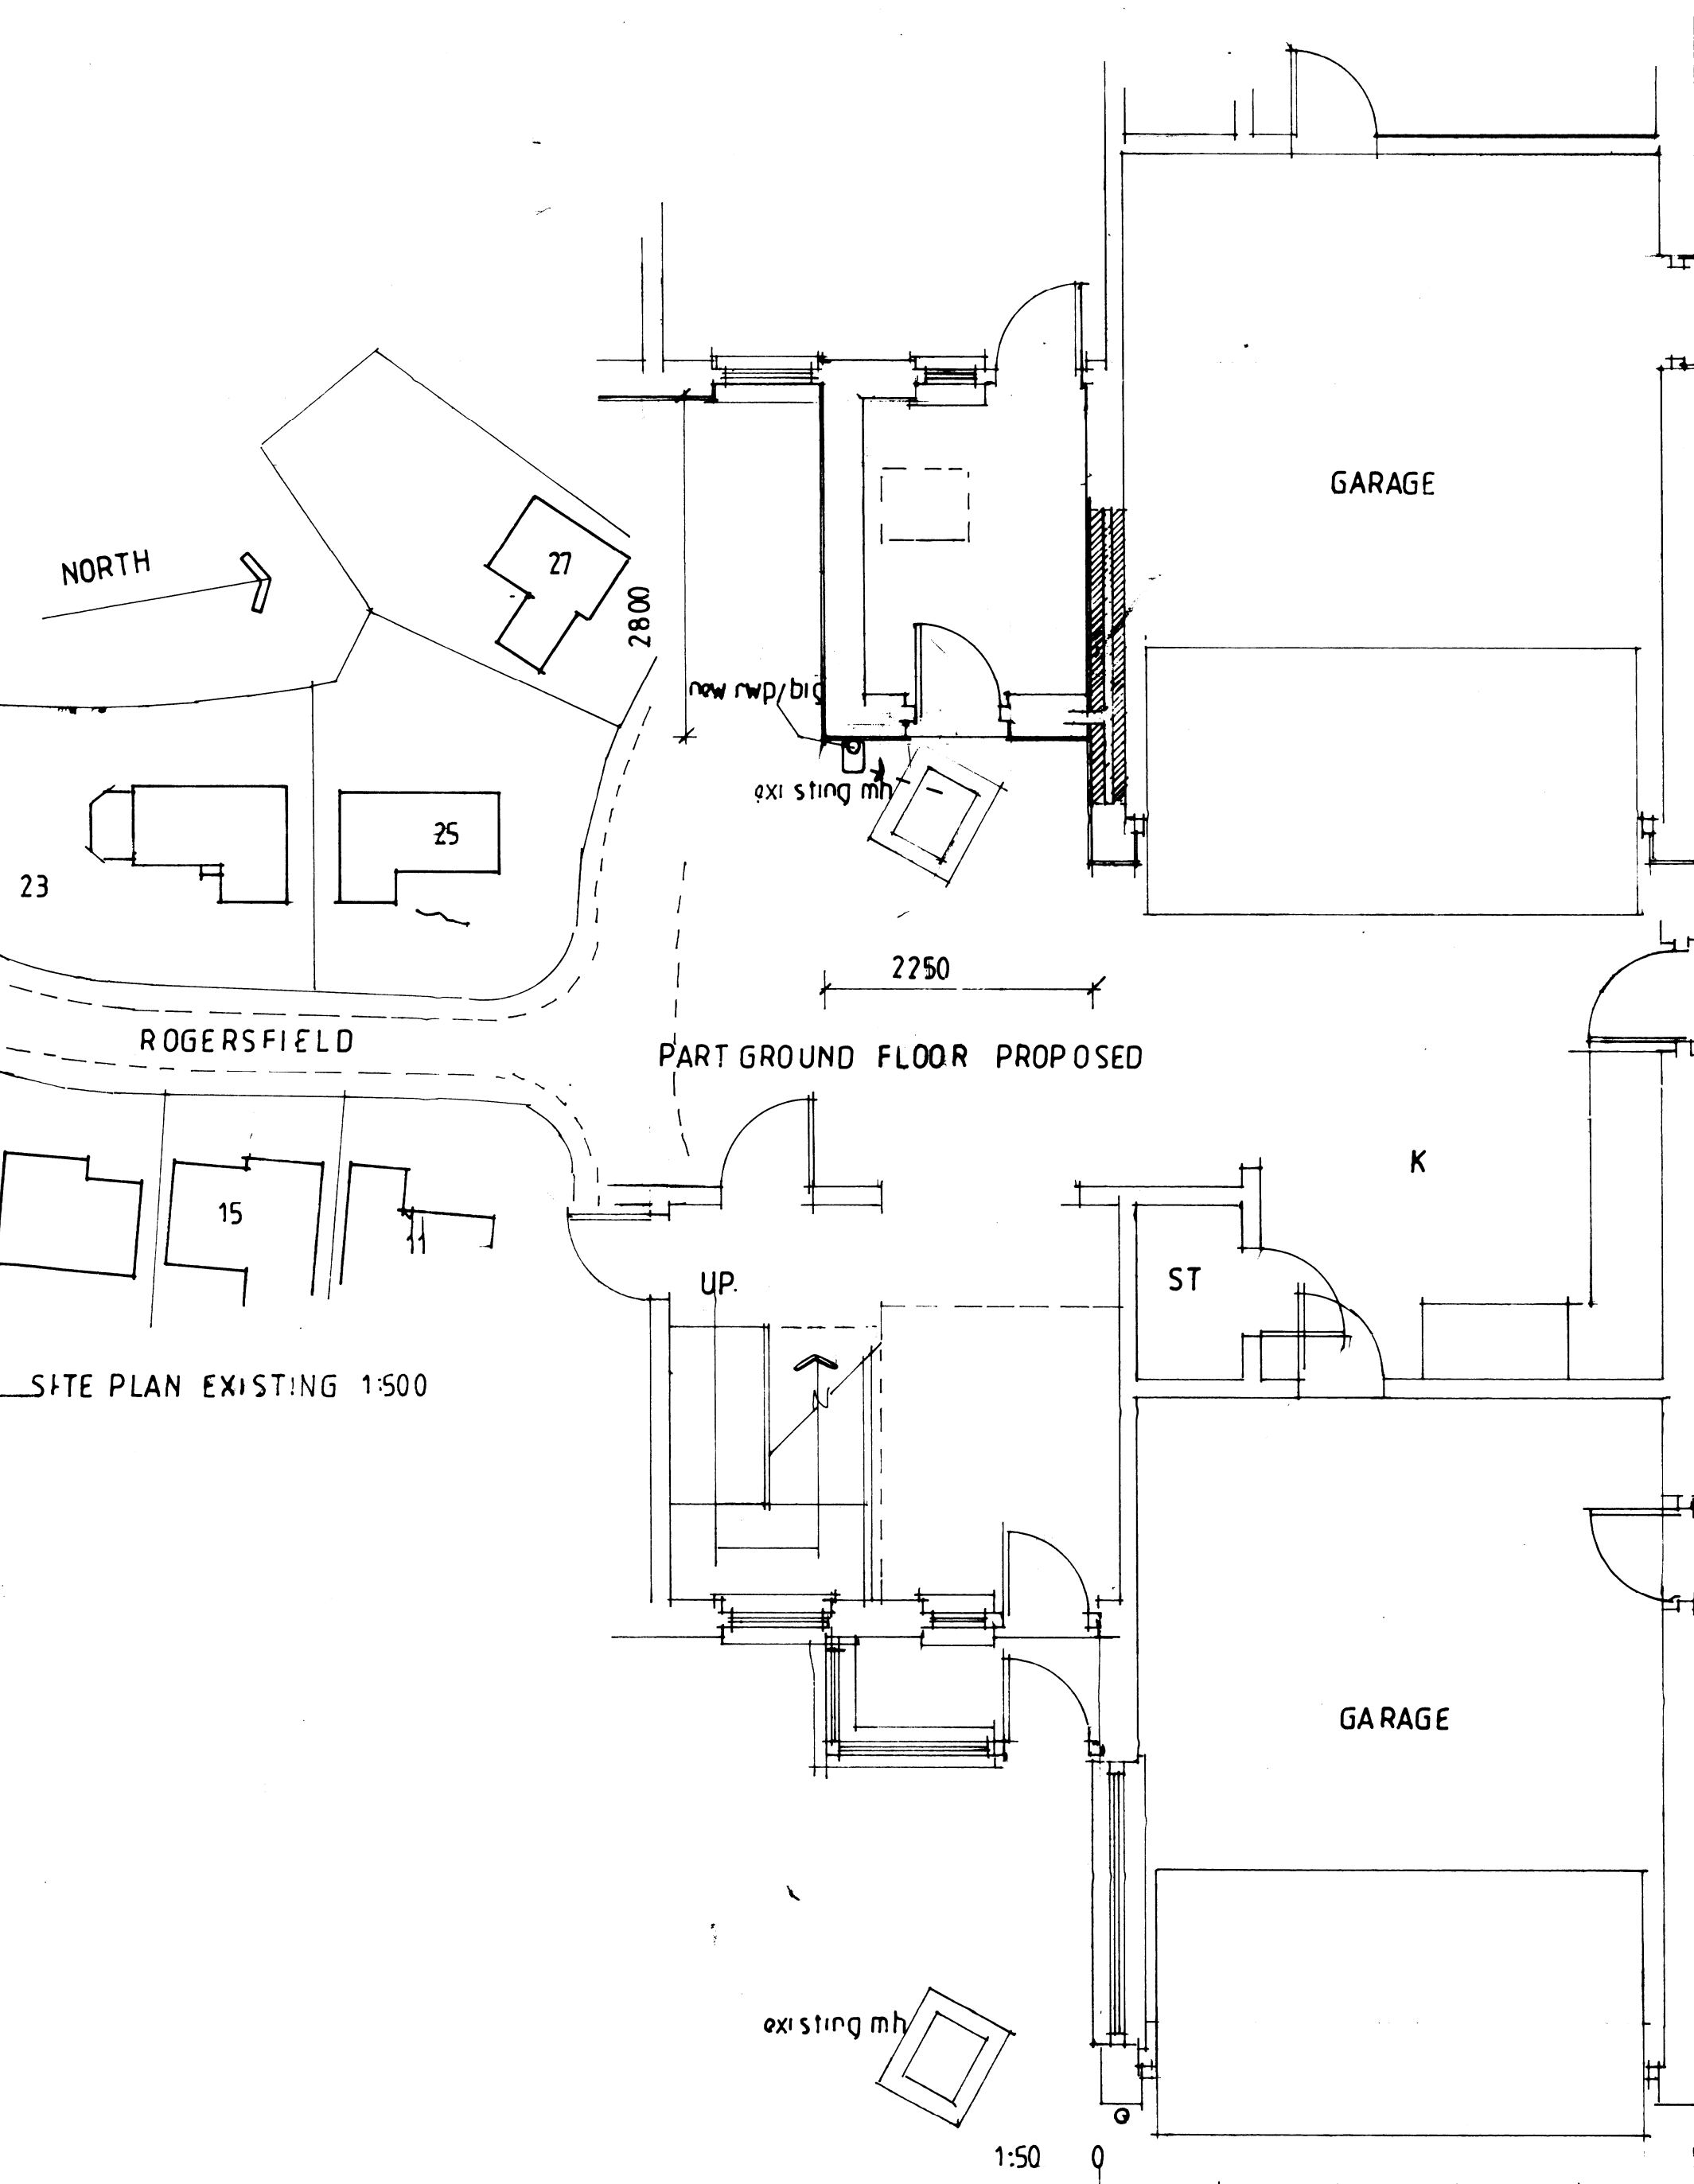 GARAGE
NORTH
27
2800
new rwp/big
existing mh
25
23
2250
ROGERSFIELD
PART GROUND FLOOR PROPOSED
K
15
11
ST
UP.
SITE PLAN EXISTING 1:500
N
GARAGE
existing mh
1:50 0